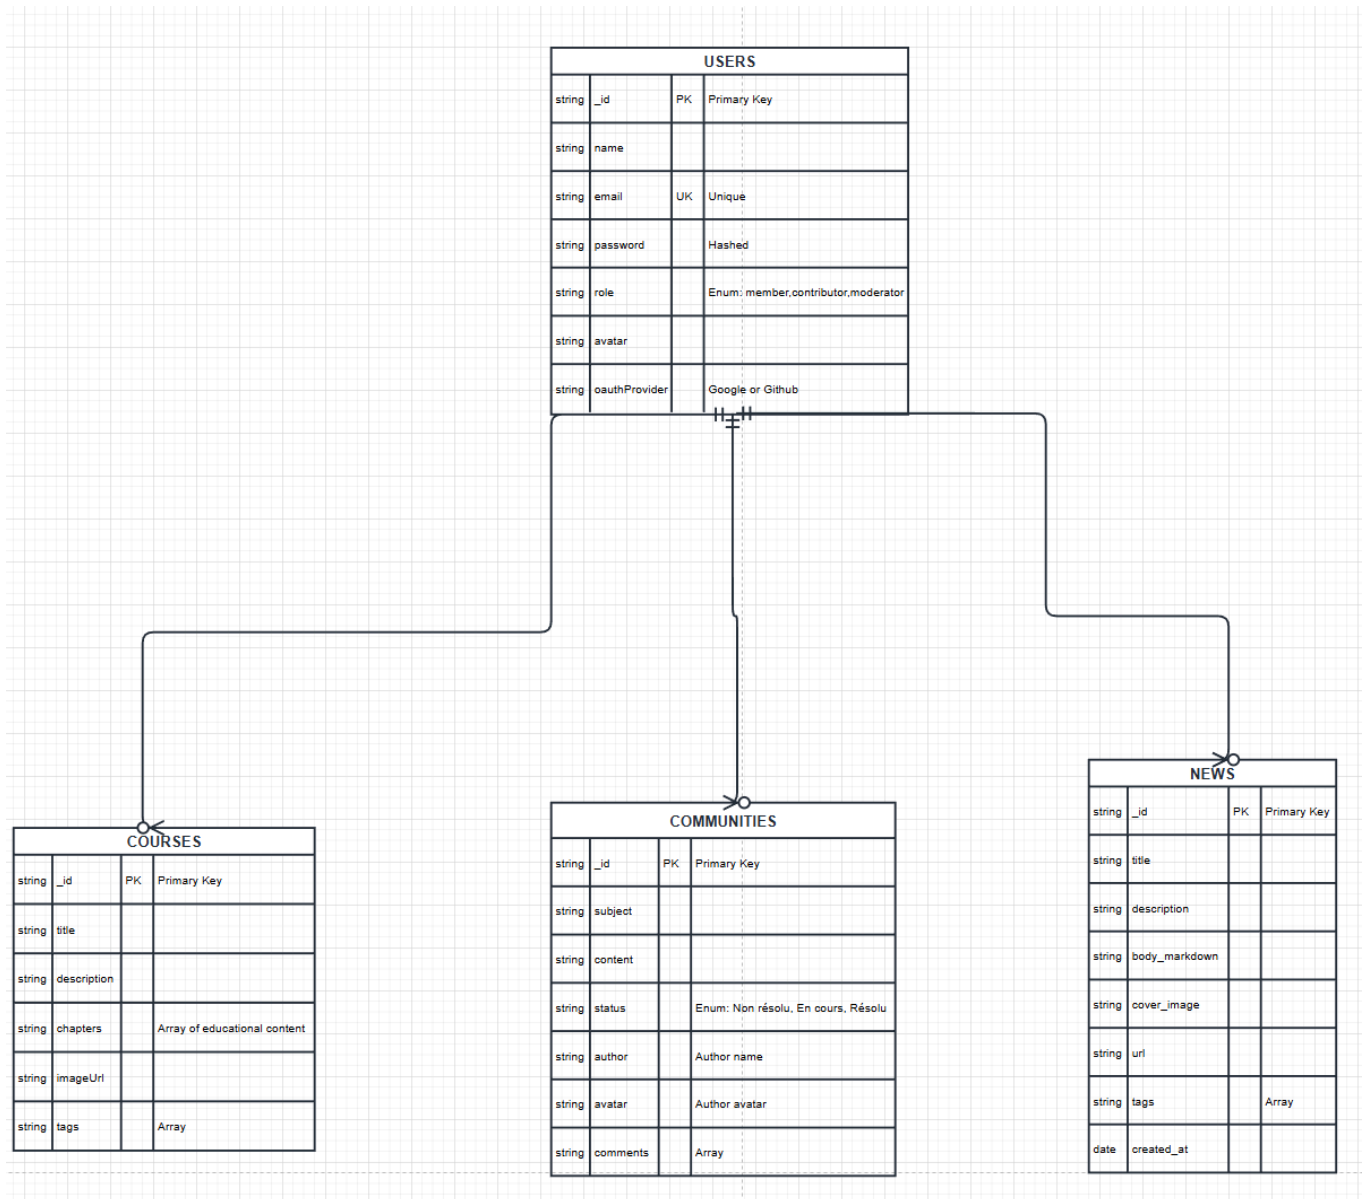 USERS
string _id PK Primary Key
string name
string email UK Unique
string password Hashed
string role Enum: member,contributor,moderator
string avatar
string oauthProvider Google or Github
COURSES
string _id PK Primary Key
string title
string description
string chapters Array of educational content
string imageUrl
string tags Array
COMMUNITIES
string _id PK Primary Key
string subject
string content
string status Enum: Non résolu, En cours, Résolu
string author Author name
string avatar Author avatar
string comments Array
NEWS
string _id PK Primary Key
string title
string description
string body_markdown
string cover_image
string url
string tags Array
date created_at